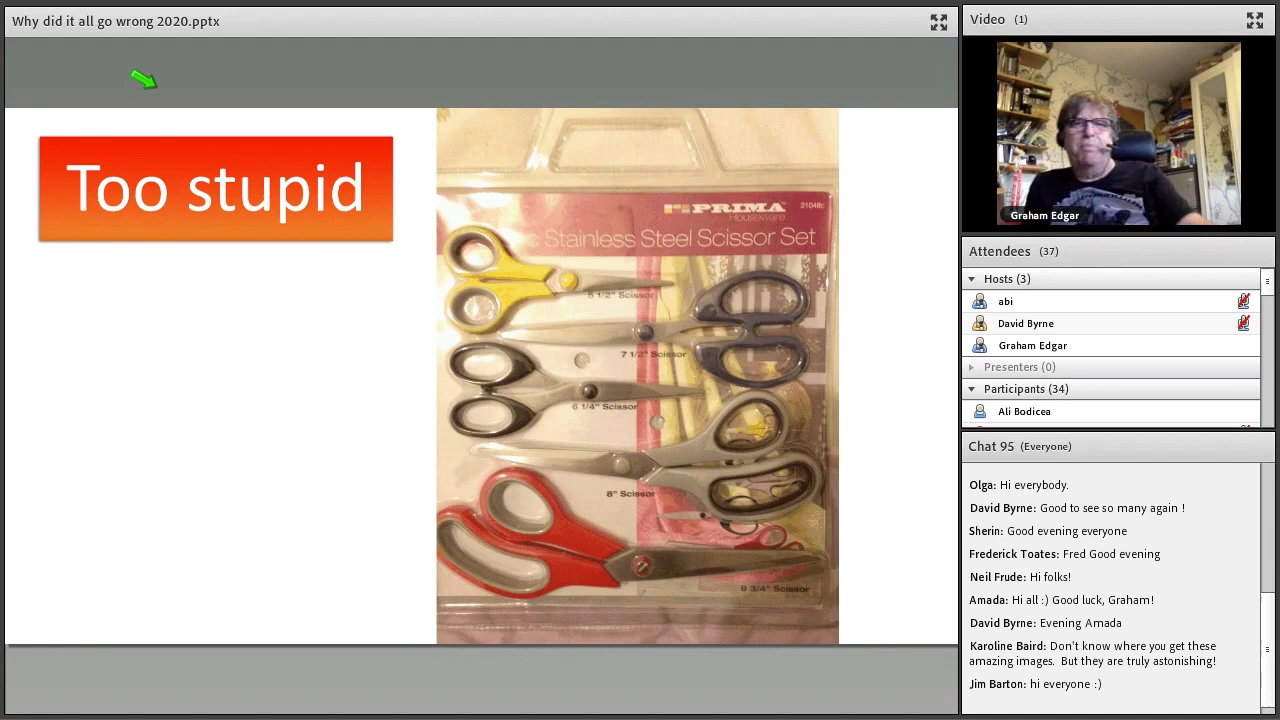 Why did it all go wrong 2020.pptx
Too stupid
PRIMA
21046c
Houseware
Stainless Steel Scissor Set
5 1/2" Scissor
7 1/2" Scissor
6 1/4" Scissor
8" Scissor
9 3/4" Scissor
Video (1)
Graham Edgar
Attendees (37)
Hosts (3)
abi
David Byrne
Graham Edgar
Presenters (0)
Participants (34)
Ali Bodicea
Chat 95 (Everyone)
Olga: Hi everybody.
David Byrne: Good to see so many again !
Sherin: Good evening everyone
Frederick Toates: Fred Good evening
Neil Frude: Hi folks!
Amada: Hi all :) Good luck, Graham!
David Byrne: Evening Amada
Karoline Baird: Don't know where you get these
amazing images. But they are truly astonishing!
Jim Barton: hi everyone :)